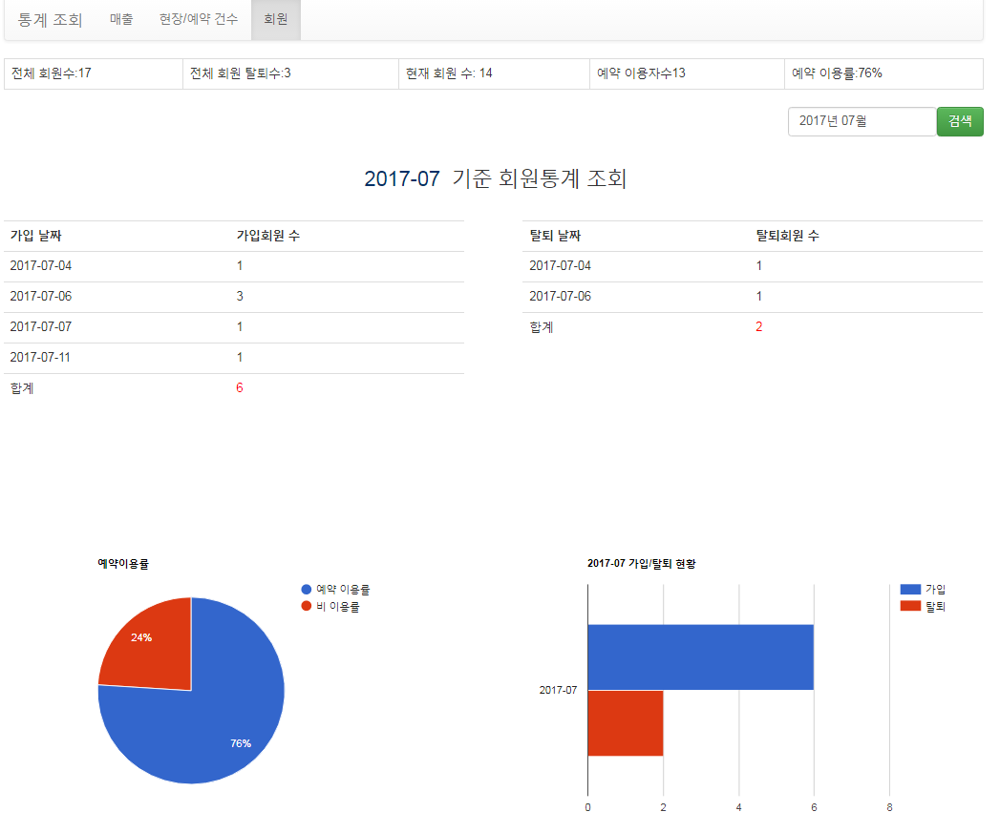 통계 조회 매출 현장/예약 건수 회원
전체 회원수:17 전체 회원 탈퇴수:3 현재 회원 수: 14 예약 이용자수13 예약 이용률:76%
2017년 07월 검색
2017-07 기준 회원통계 조회
가입 날짜 가입회원 수
2017-07-04 1
2017-07-06 3
2017-07-07 1
2017-07-11 1
합계 6
탈퇴 날짜 탈퇴회원 수
2017-07-04 1
2017-07-06 1
합계 2
예약이용률
예약 이용률
비 이용률
24%
76%
2017-07 가입/탈퇴 현황
가입
탈퇴
2017-07
0 2 4 6 8